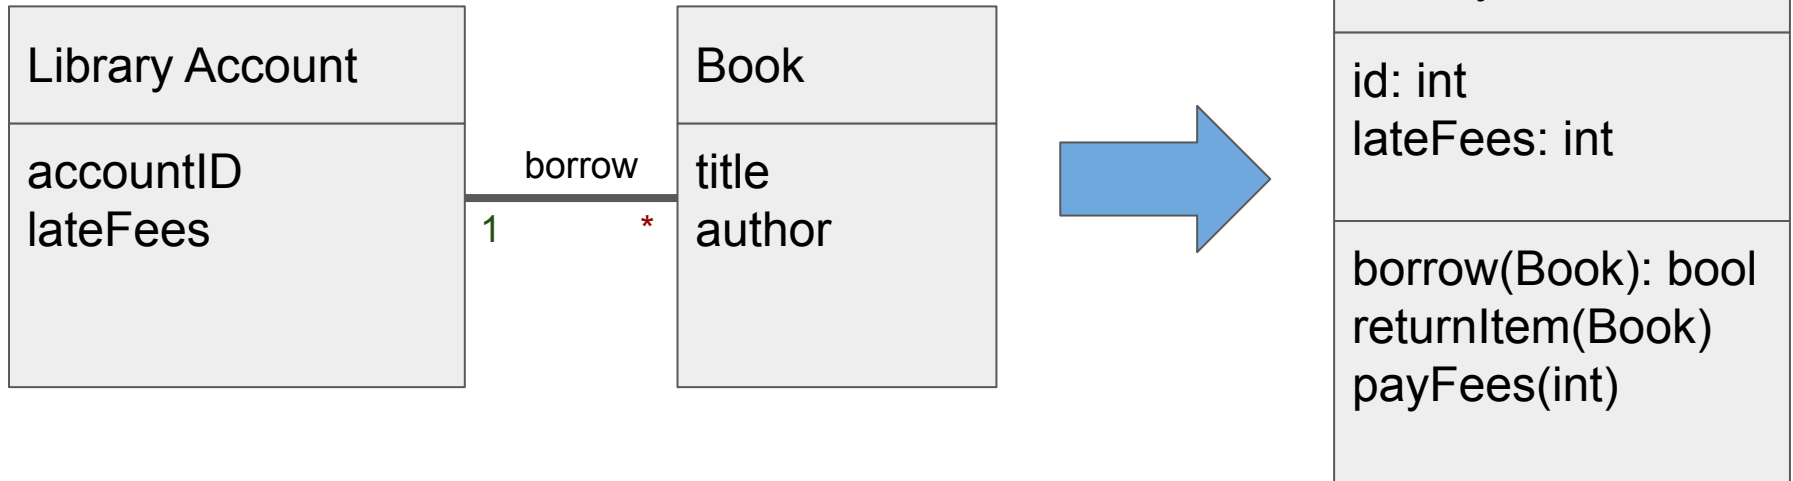 Library Account
accountID
lateFees
borrow
1
*
Book
title
author
id: int
lateFees: int
borrow(Book): bool
returnItem(Book)
payFees(int)